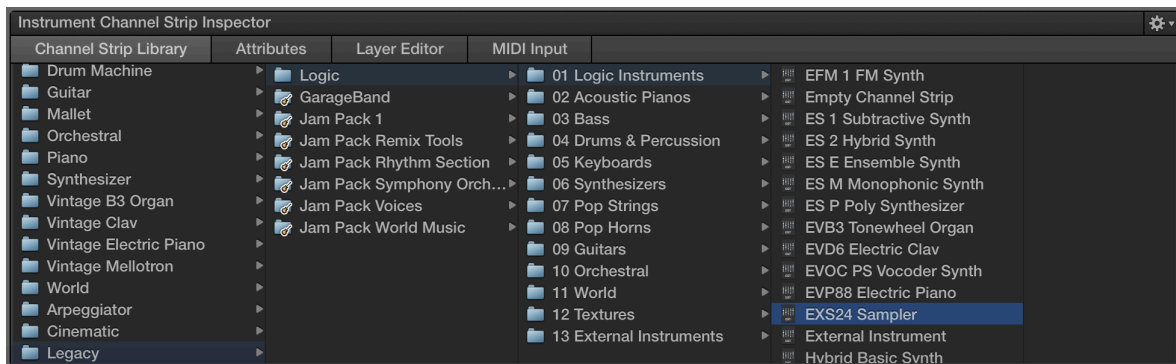 Instrument Channel Strip Inspector
Channel Strip Library Attributes Layer Editor MIDI Input
Drum Machine
Guitar
Mallet
Orchestral
Piano
Synthesizer
Vintage B3 Organ
Vintage Clav
Vintage Electric Piano
Vintage Mellotron
World
Arpeggiator
Cinematic
Legacy
Logic
GarageBand
Jam Pack 1
Jam Pack Remix Tools
Jam Pack Rhythm Section
Jam Pack Symphony Orch...
Jam Pack Voices
Jam Pack World Music
01 Logic Instruments
02 Acoustic Pianos
03 Bass
04 Drums & Percussion
05 Keyboards
06 Synthesizers
07 Pop Strings
08 Pop Horns
09 Guitars
10 Orchestral
11 World
12 Textures
13 External Instruments
EFM 1 FM Synth
Empty Channel Strip
ES 1 Subtractive Synth
ES 2 Hybrid Synth
ES E Ensemble Synth
ES M Monophonic Synth
ES P Poly Synthesizer
EVB3 Tonewheel Organ
EVD6 Electric Clav
EVOC PS Vocoder Synth
EVP88 Electric Piano
EXS24 Sampler
External Instrument
Hybrid Basic Synth